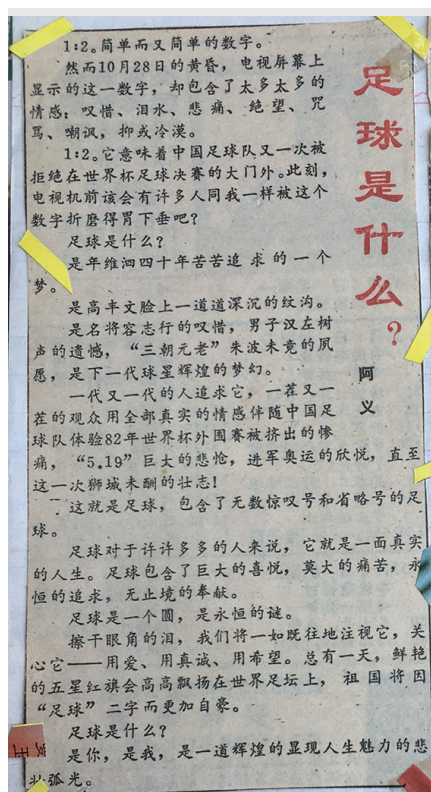 足球是什么？
阿义
1:2。简单而又简单的数字。
然而10月28日的黄昏，电视屏幕上
显示的这一数字，却包含了太多太多的
情感：叹惜、泪水、悲痛、绝望、咒
骂、嘲讽，抑或冷漠。
1:2。它意味着中国足球队又一次被
拒绝在世界杯足球决赛的大门外。此刻，
电视机前该会有许多人同我一样被这个
数字折磨得胃下垂吧？
足球是什么？
是年维泗四十年苦苦追求的一个
梦。
是高丰文脸上一道道深沉的纹沟。
是名将容志行的叹惜，男子汉左树
声的遗憾，“三朝元老”朱波未竟的夙
愿，是下一代球星辉煌的梦幻。
一代又一代的人追求它，一茬又一
茬的观众用全部真实的情感伴随中国足
球队体验82年世界杯外围赛被挤出的惨
痛，“5.19”巨大的悲怆，进军奥运的欣悦，直至
这一次狮城未酬的壮志！
这就是足球，包含了无数惊叹号和省略号的足
球。
足球对于许许多多的人来说，它就是一面真实
的人生。足球包含了巨大的喜悦，莫大的痛苦，永
恒的追求，无止境的奉献。
足球是一个圆，是永恒的谜。
擦干眼角的泪，我们将一如既往地注视它，关
心它——用爱、用真诚、用希望。总有一天，鲜艳
的五星红旗会高高飘扬在世界足坛上，祖国将因
“足球”二字而更加自豪。
足球是什么？
是你，是我，是一道辉煌的显现人生魅力的悲
壮弧光。